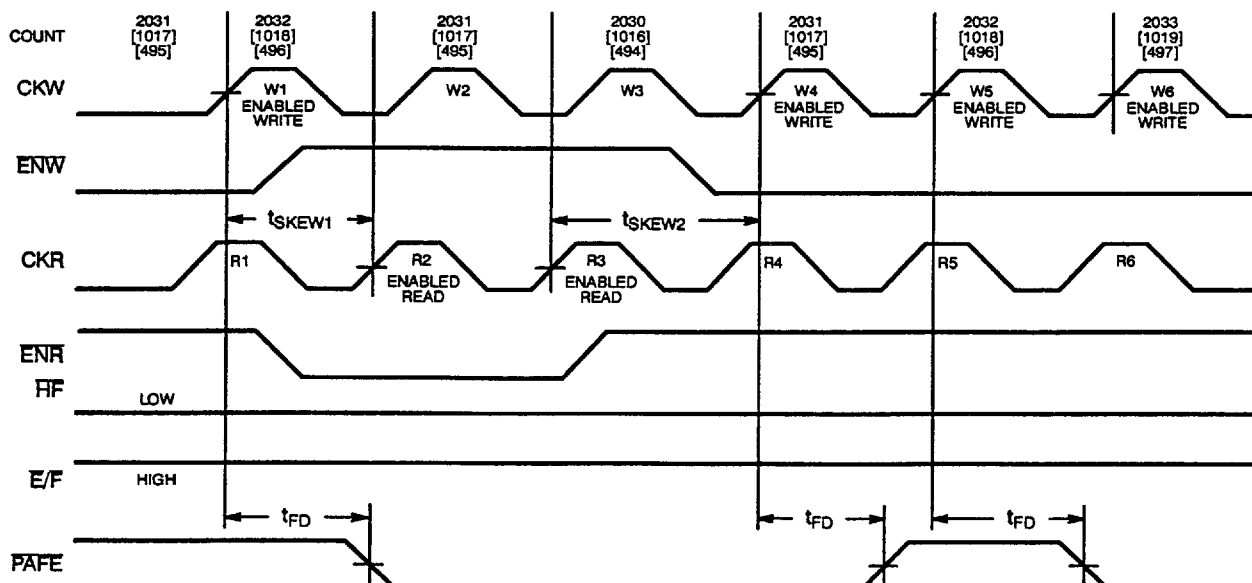 COUNT
2031 2032 2031 2030 2031 2032 2033
[1017] [1018] [1017] [1016] [1017] [1018] [1019]
[495] [496] [495] [494] [495] [496] [497]
CKW
W1 W2 W3 W4 W5 W6
ENABLED ENABLED ENABLED ENABLED
WRITE WRITE WRITE WRITE
ENW
tSKEW1 tSKEW2
CKR
R1 R2 R3 R4 R5 R6
ENABLED ENABLED
READ READ
ENR
HF
LOW
E/F
HIGH
tFD tFD tFD
PAFE